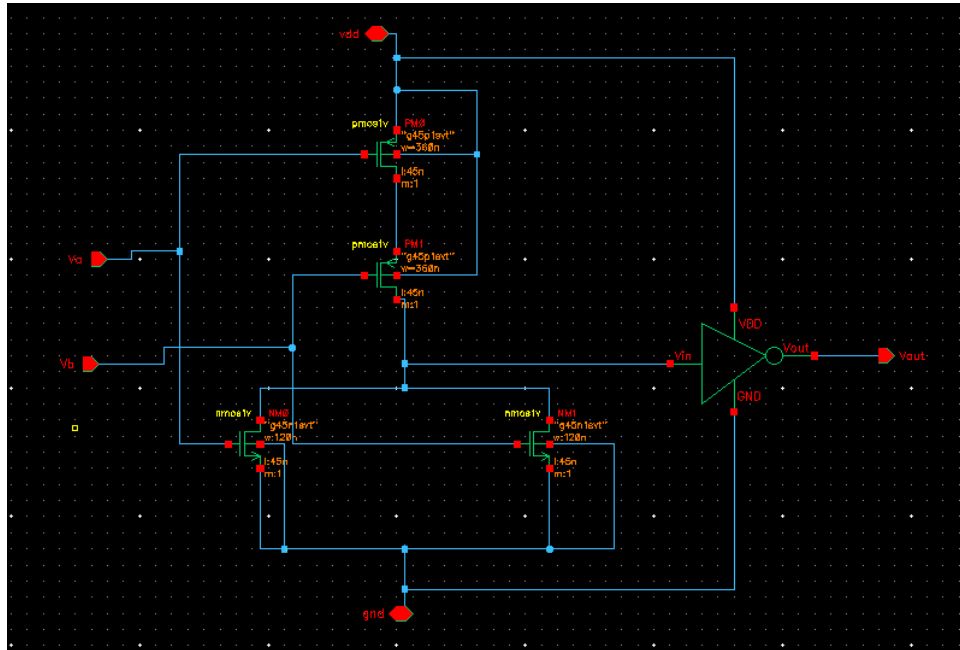 vdd
pmos1v PM0
"g45p1svt"
w=360n
l:45n
m:1
pmos1v PM1
"g45p1svt"
w=360n
l:45n
m:1
Va
Vb
VDD
Vin
Vout
Vout
GND
nmos1v NM0
"g45n1svt"
w:120n
l:45n
m:1
nmos1v NM1
"g45n1svt"
w:120n
l:45n
m:1
gnd